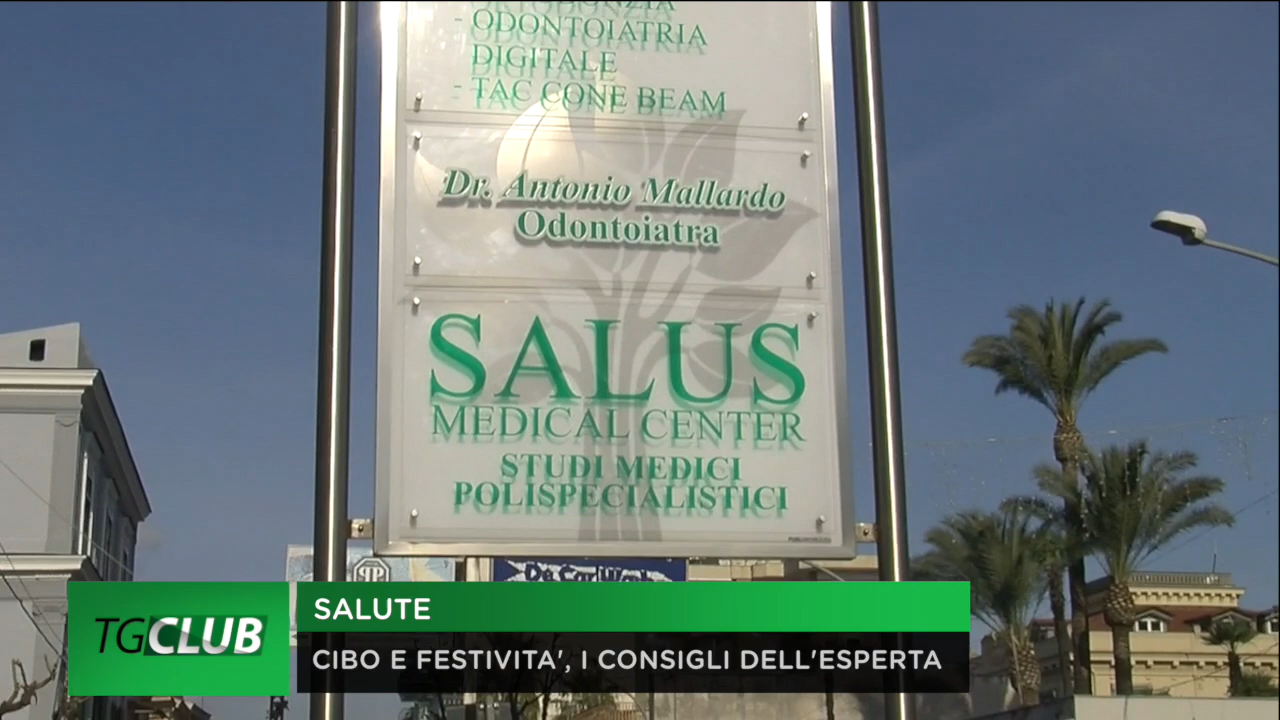 ORTODONZIA
- ODONTOIATRIA
DIGITALE
- TAC CONE BEAM
Dr. Antonio Mallardo
Odontoiatra
SALUS
MEDICAL CENTER
STUDI MEDICI
POLISPECIALISTICI
TGCLUB
SALUTE
CIBO E FESTIVITA', I CONSIGLI DELL'ESPERTA